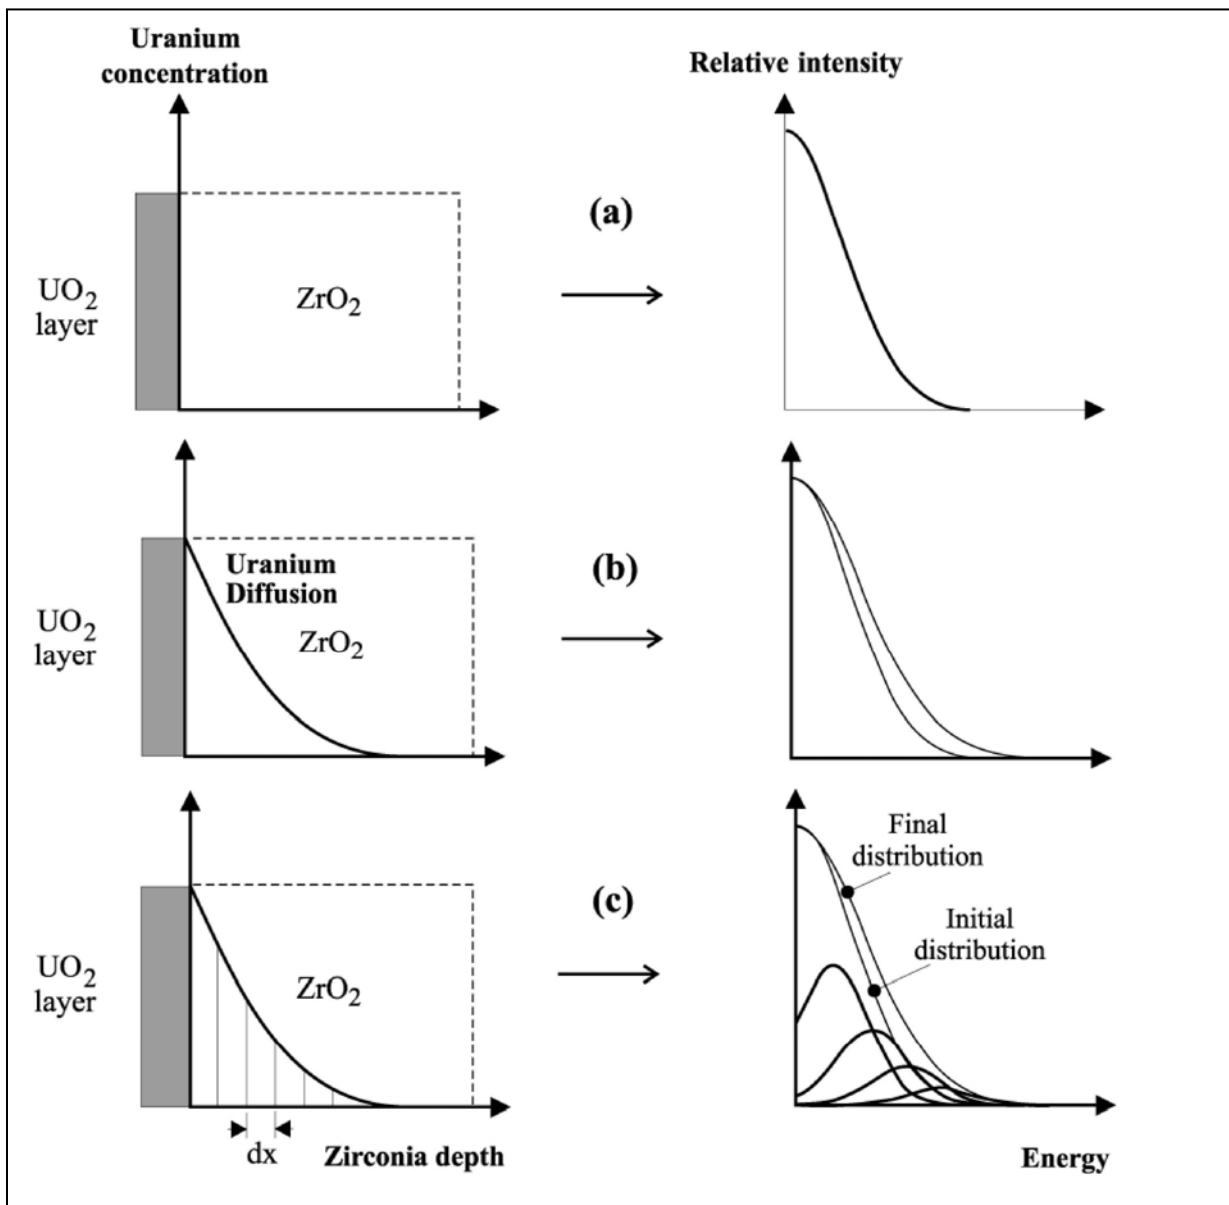 Uranium
concentration
Relative intensity
(a)
UO2
layer
ZrO2
Uranium
Diffusion
(b)
UO2
layer
ZrO2
Final
distribution
(c)
Initial
distribution
UO2
layer
ZrO2
dx
Zirconia depth
Energy